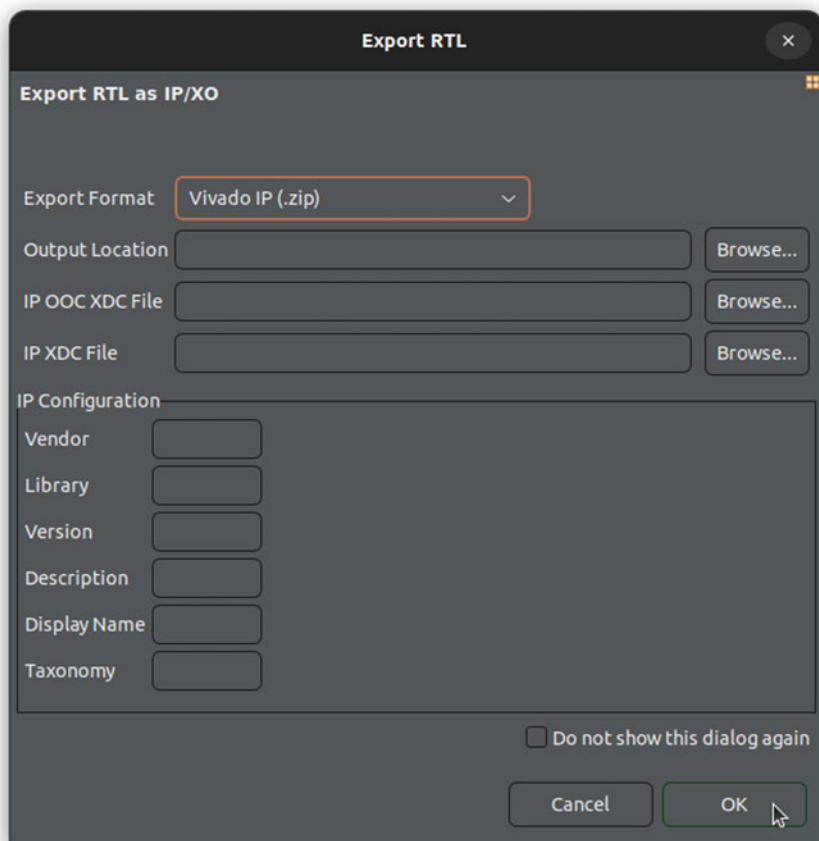 Export RTL
Export RTL as IP/XO
Export Format Vivado IP (.zip)
Output Location Browse...
IP OOC XDC File Browse...
IP XDC File Browse...
IP Configuration
Vendor
Library
Version
Description
Display Name
Taxonomy
Do not show this dialog again
Cancel OK